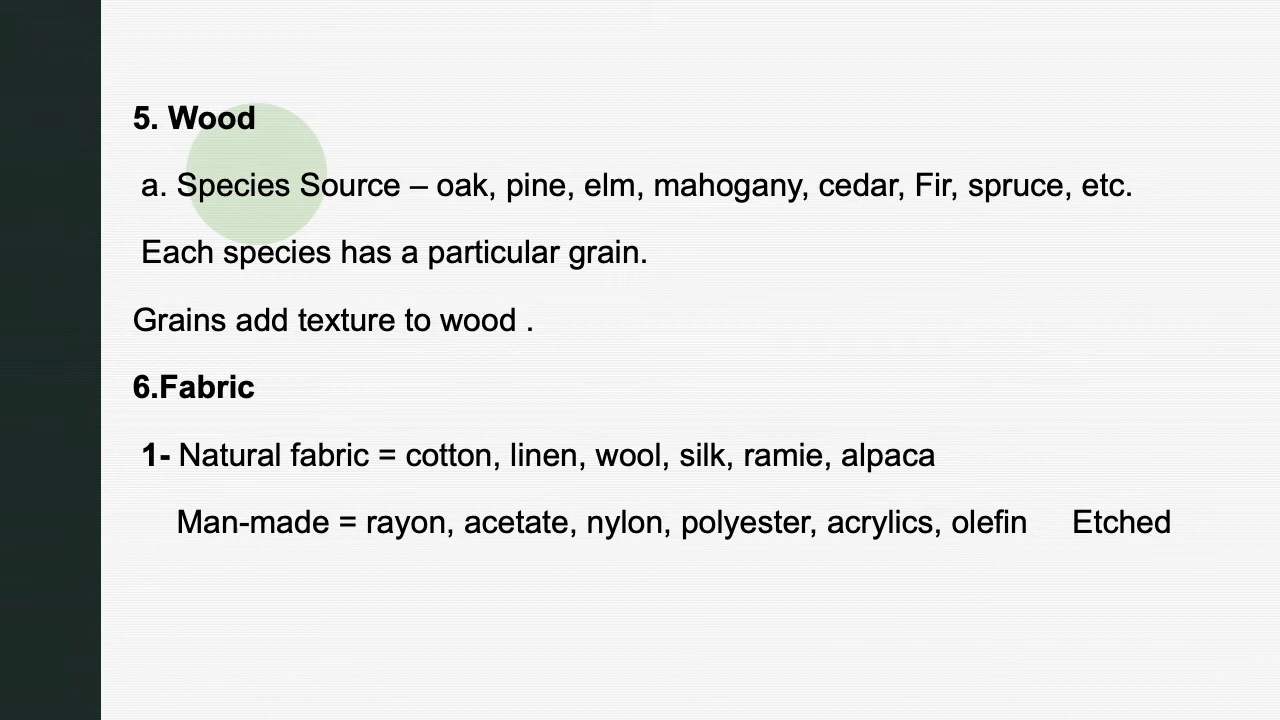 5. Wood
a. Species Source – oak, pine, elm, mahogany, cedar, Fir, spruce, etc.
Each species has a particular grain.
Grains add texture to wood .
6.Fabric
1- Natural fabric = cotton, linen, wool, silk, ramie, alpaca
Man-made = rayon, acetate, nylon, polyester, acrylics, olefin Etched